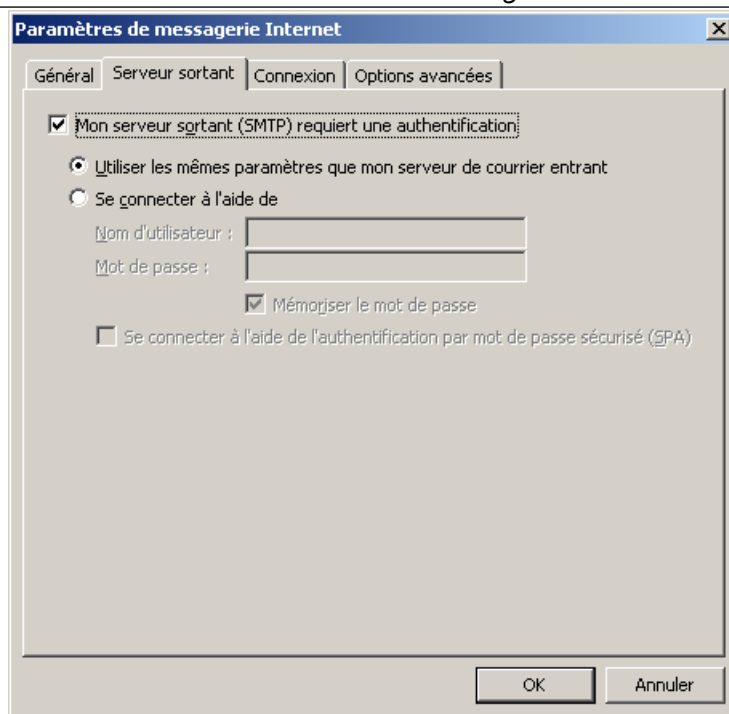 Paramètres de messagerie Internet
Général Serveur sortant Connexion Options avancées
Mon serveur sortant (SMTP) requiert une authentification
Utiliser les mêmes paramètres que mon serveur de courrier entrant
Se connecter à l'aide de
Nom d'utilisateur :
Mot de passe :
Mémoriser le mot de passe
Se connecter à l'aide de l'authentification par mot de passe sécurisé (SPA)
OK Annuler